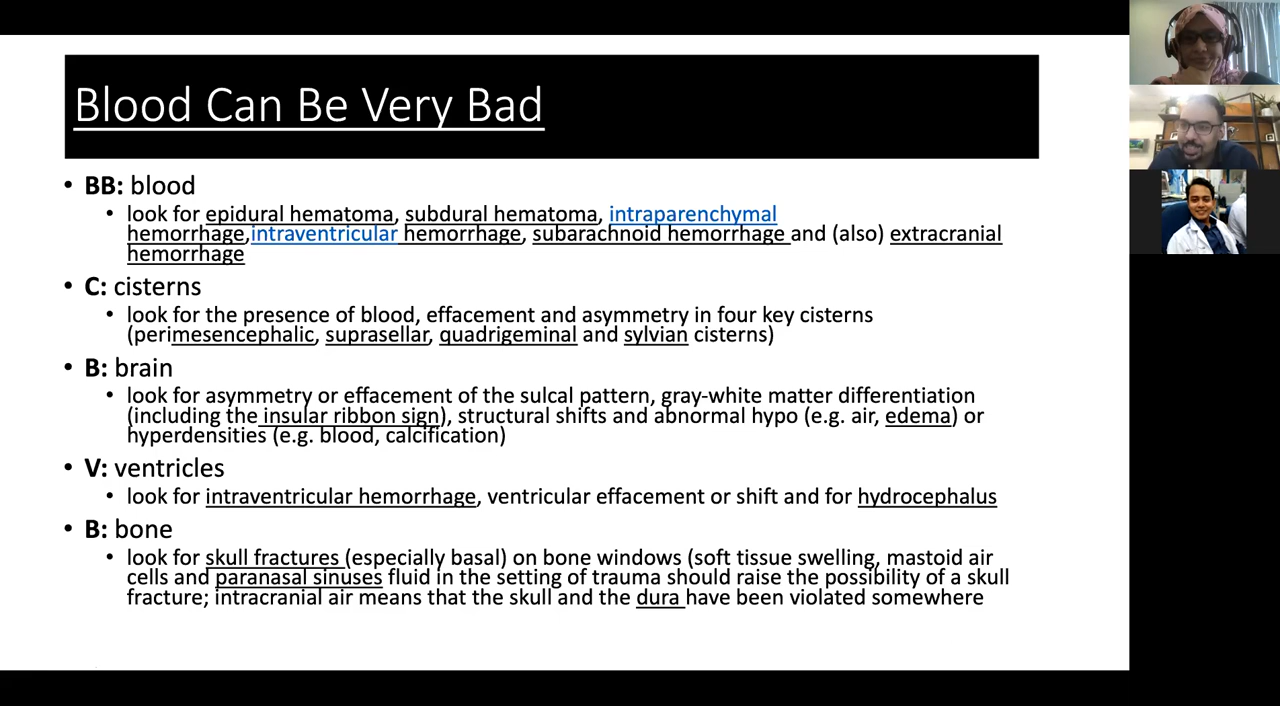 Blood Can Be Very Bad
• BB: blood
• look for epidural hematoma, subdural hematoma, intraparenchymal
hemorrhage,intraventricular hemorrhage, subarachnoid hemorrhage and (also) extracranial
hemorrhage
• C: cisterns
• look for the presence of blood, effacement and asymmetry in four key cisterns
(perimesencephalic, suprasellar, quadrigeminal and sylvian cisterns)
• B: brain
• look for asymmetry or effacement of the sulcal pattern, gray-white matter differentiation
(including the insular ribbon sign), structural shifts and abnormal hypo (e.g. air, edema) or
hyperdensities (e.g. blood, calcification)
• V: ventricles
• look for intraventricular hemorrhage, ventricular effacement or shift and for hydrocephalus
• B: bone
• look for skull fractures (especially basal) on bone windows (soft tissue swelling, mastoid air
cells and paranasal sinuses fluid in the setting of trauma should raise the possibility of a skull
fracture; intracranial air means that the skull and the dura have been violated somewhere